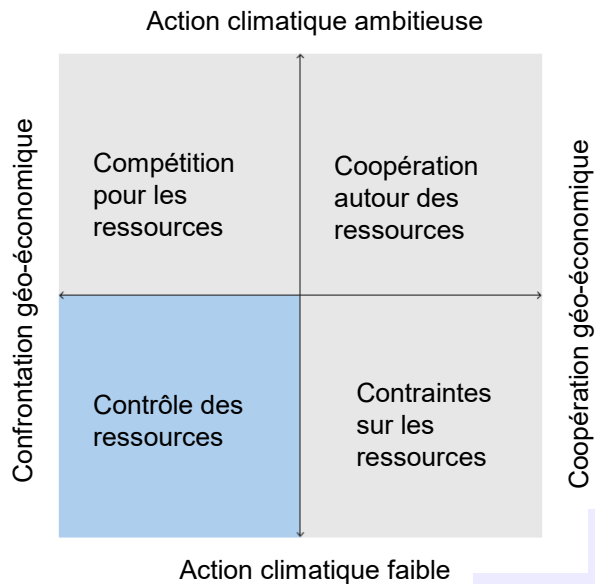 Action climatique ambitieuse
Confrontation géo-économique
Compétition
pour les
ressources
Coopération
autour des
ressources
Coopération géo-économique
Contrôle des
ressources
Contraintes
sur les
ressources
Action climatique faible